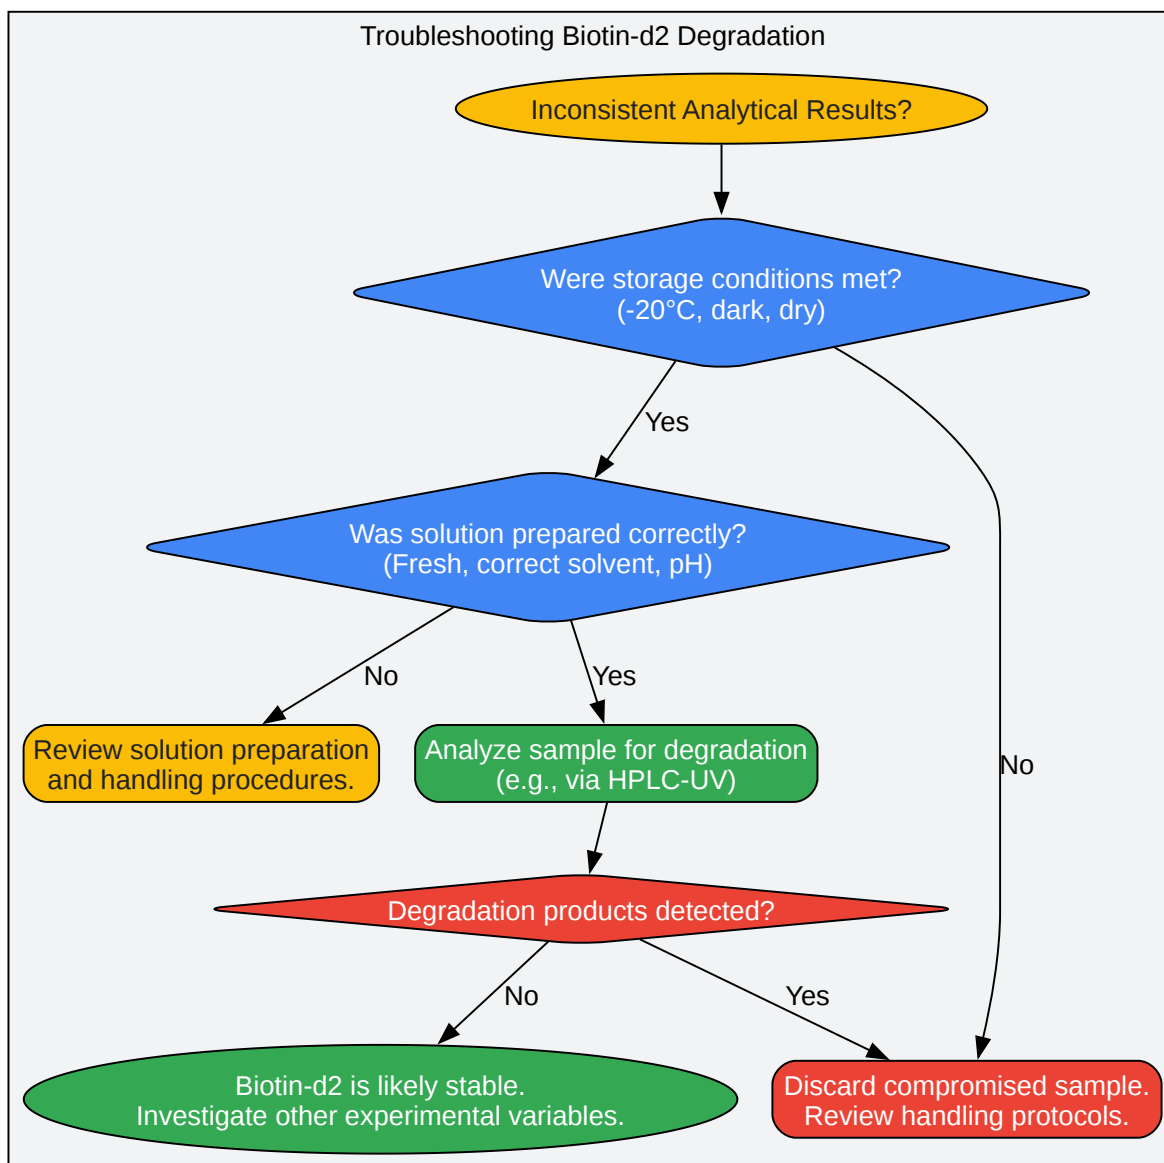 Troubleshooting Biotin-d2 Degradation
Inconsistent Analytical Results?
Were storage conditions met?
(-20°C, dark, dry)
Yes
Was solution prepared correctly?
(Fresh, correct solvent, pH)
No
Yes
Review solution preparation
and handling procedures.
Analyze sample for degradation
(e.g., via HPLC-UV)
No
Degradation products detected?
No
Yes
Biotin-d2 is likely stable.
Investigate other experimental variables.
Discard compromised sample.
Review handling protocols.